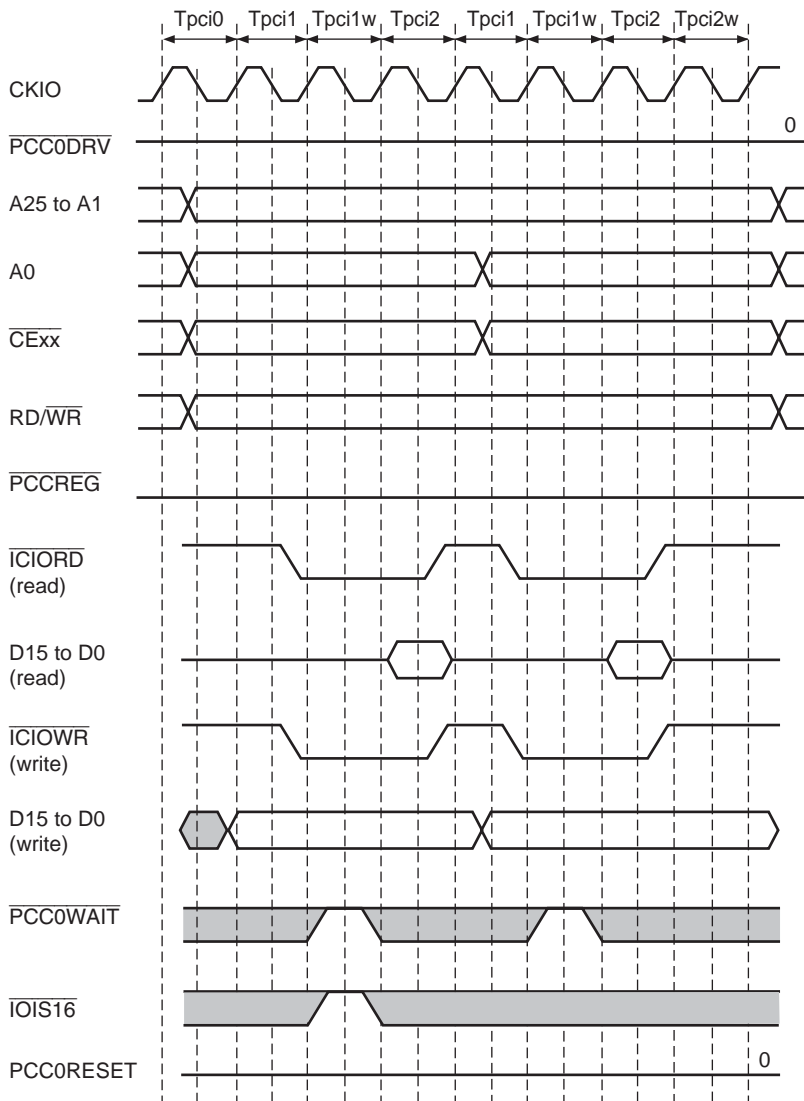 Tpci0 Tpci1 Tpci1w Tpci2 Tpci1 Tpci1w Tpci2 Tpci2w
CKIO
PCC0DRV
0
A25 to A1
A0
CExx
RD/WR
PCCREG
ICIORD
(read)
D15 to D0
(read)
ICIOWR
(write)
D15 to D0
(write)
PCC0WAIT
IOIS16
PCC0RESET
0